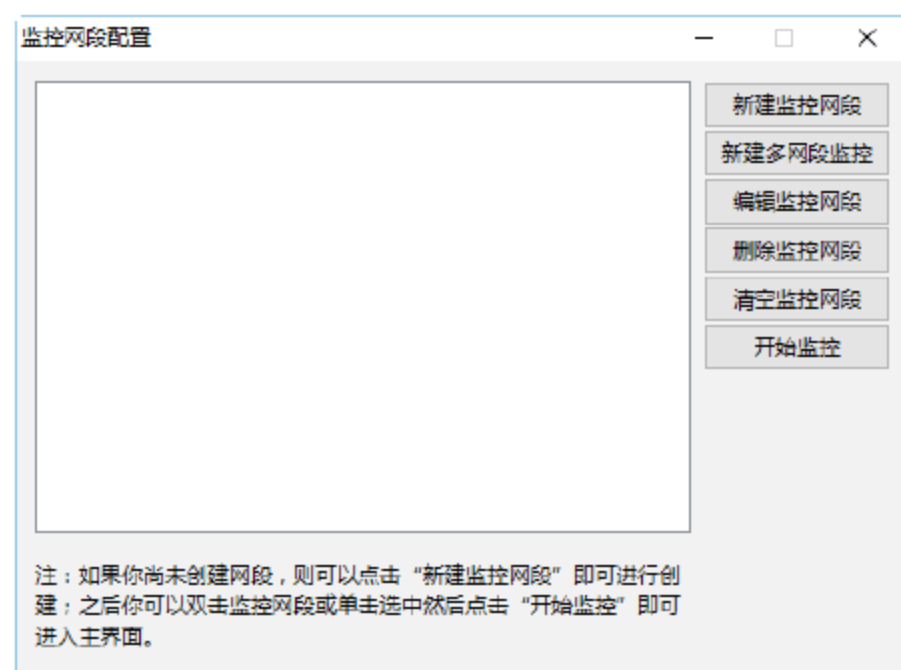 监控网段配置
新建监控网段
新建多网段监控
编辑监控网段
删除监控网段
清空监控网段
开始监控
注：如果你尚未创建网段，则可以点击“新建监控网段”即可进行创
建；之后你可以双击监控网段或单击选中然后点击“开始监控”即可
进入主界面。